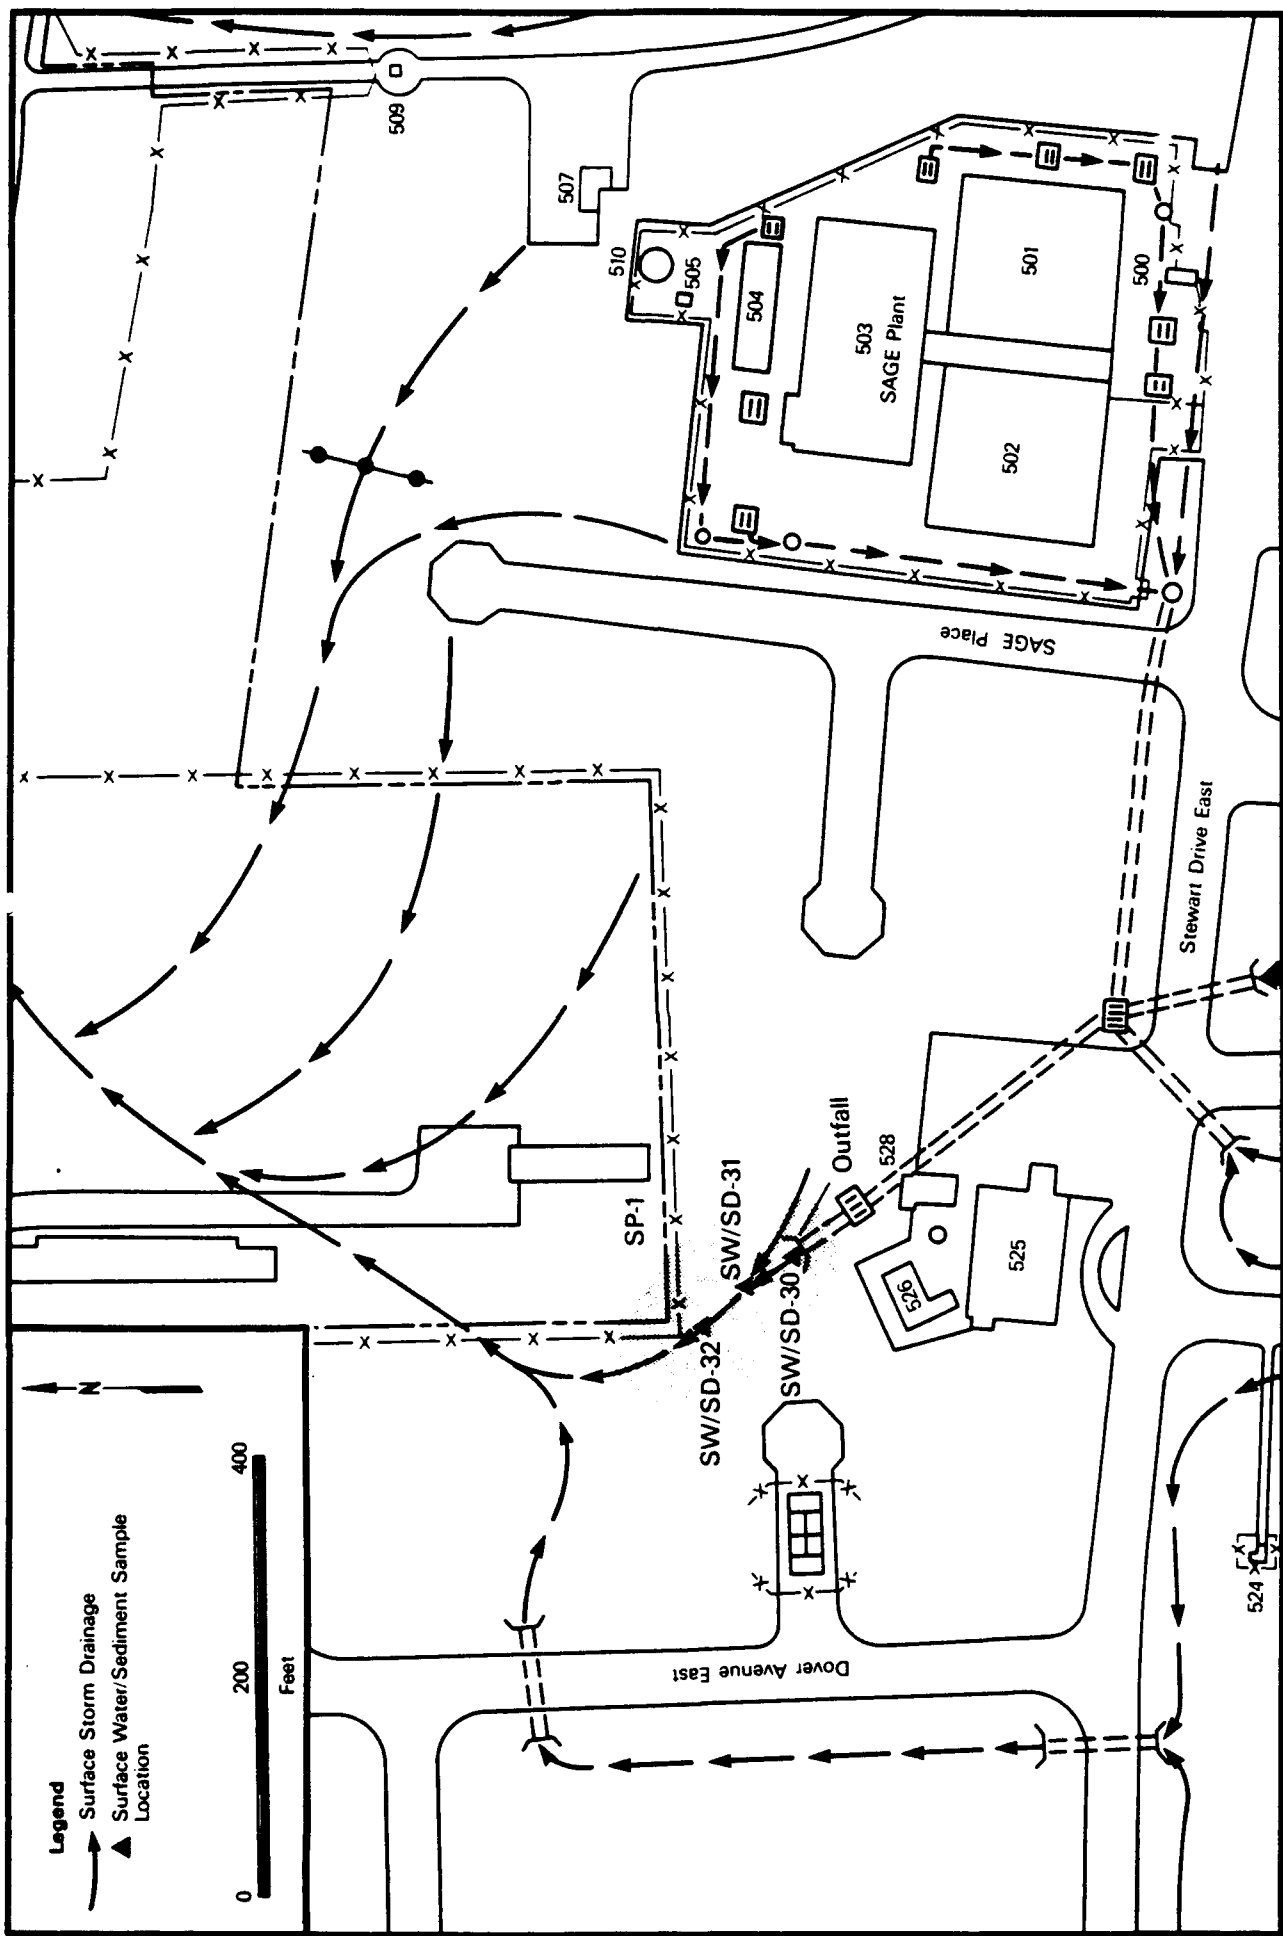 Legend
Surface Storm Drainage
Surface Water/Sediment Sample
Location
0 200 400
Feet
N
509
507
510
505
504
503
SAGE Plant
501
502
500
SAGE Place
Stewart Drive East
SP-1
SW/SD-31
Outfall
SW/SD-30
SW/SD-32
528
526
525
Dover Avenue East
524